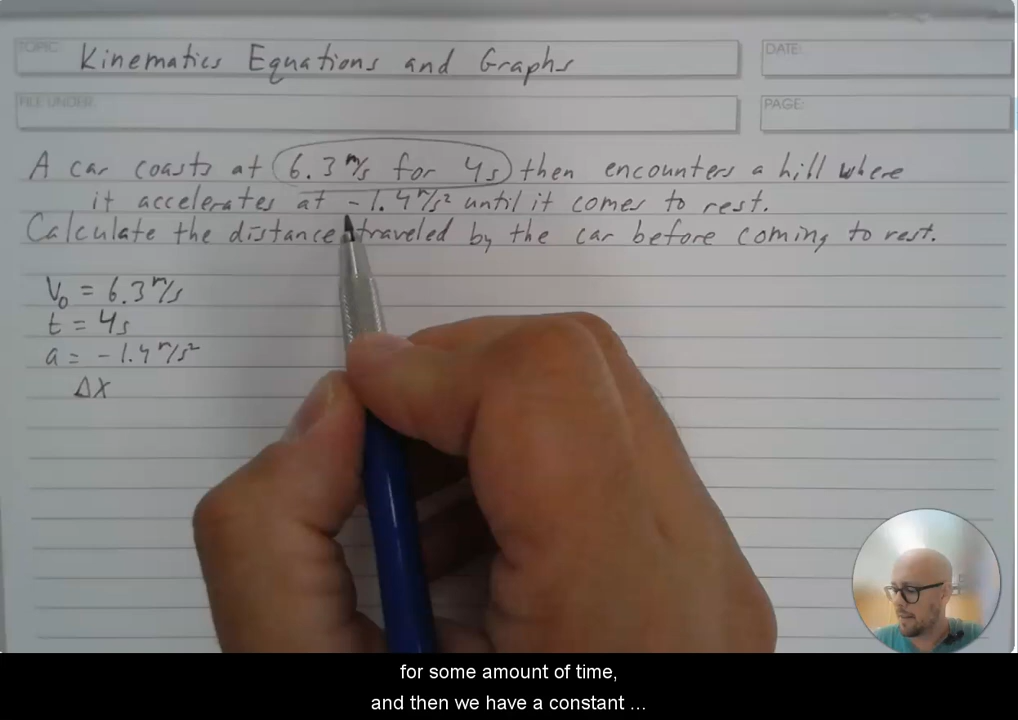 TOPIC: Kinematics Equations and Graphs
DATE:
FILE UNDER:
PAGE:
A car coasts at 6.3 m/s for 4s then encounters a hill where
it accelerates at -1.4 m/s² until it comes to rest.
Calculate the distance traveled by the car before coming to rest.
V₀ = 6.3 m/s
t = 4s
a = -1.4 m/s²
ΔX
for some amount of time,
and then we have a constant ...